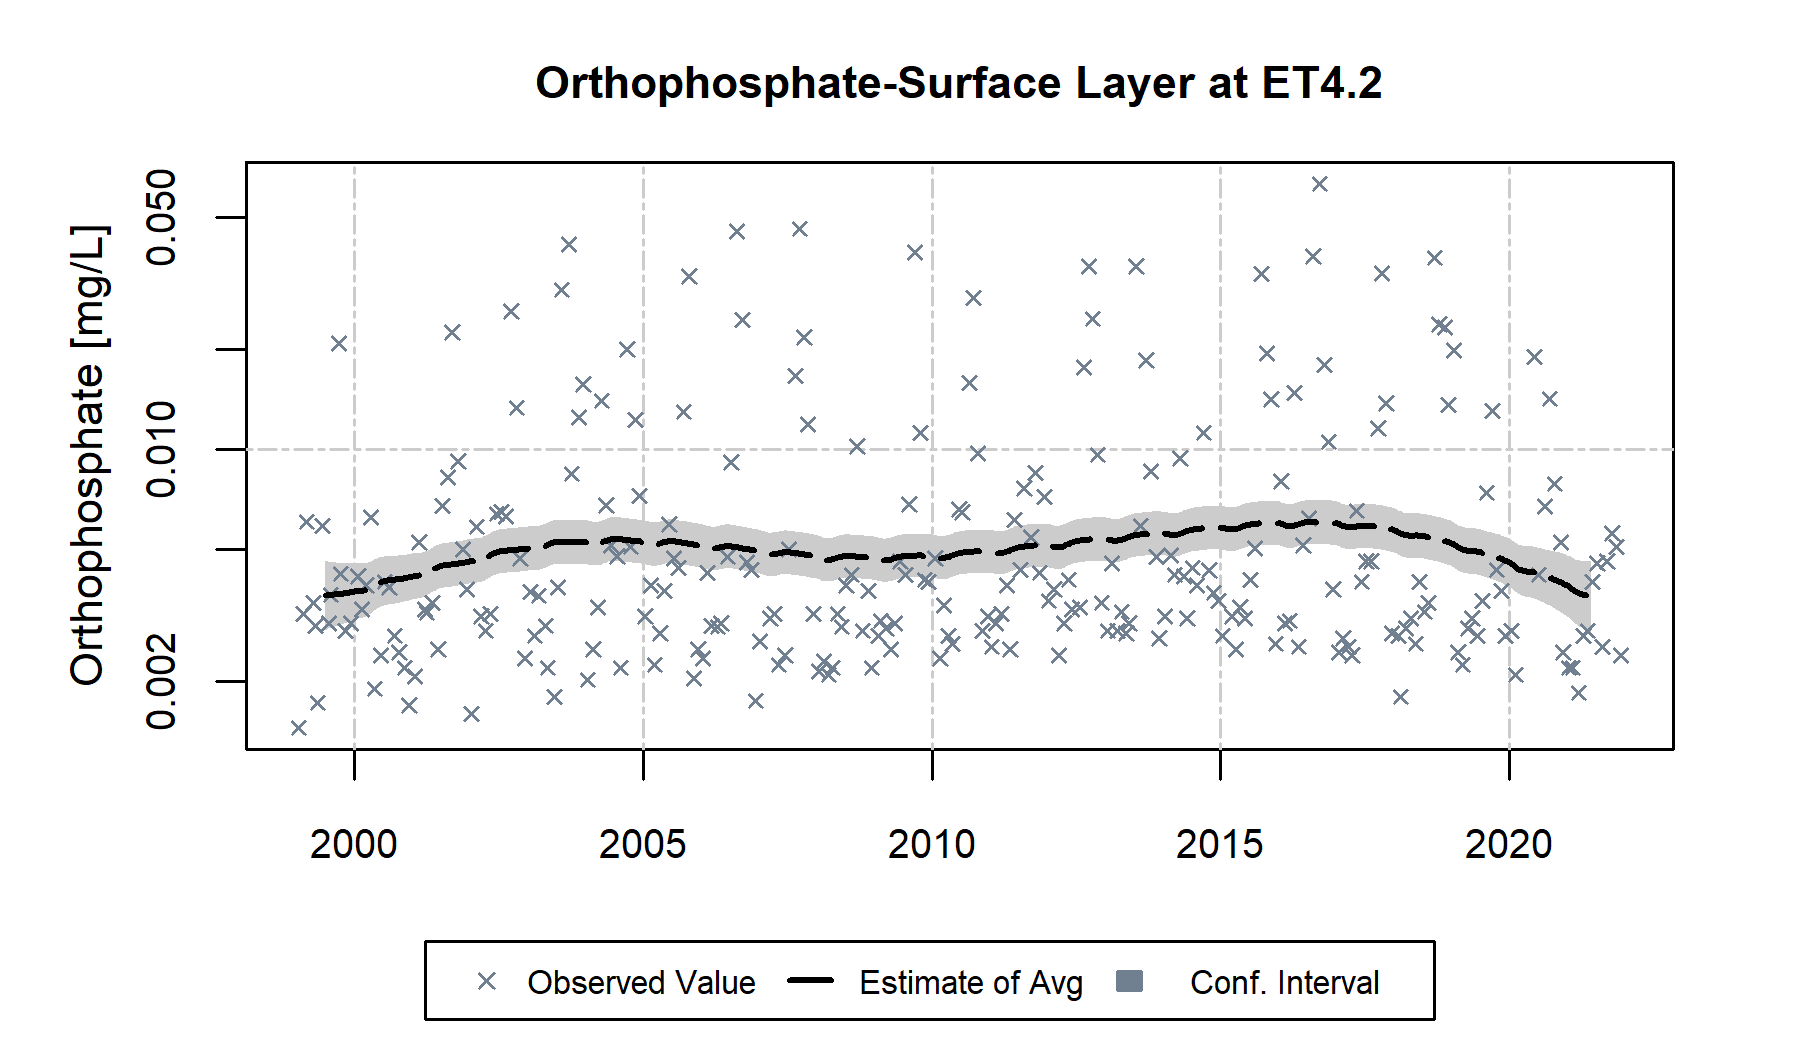 Orthophosphate-Surface Layer at ET4.2
Orthophosphate [mg/L]
0.050
0.010
0.002
2000 2005 2010 2015 2020
Observed Value Estimate of Avg Conf. Interval